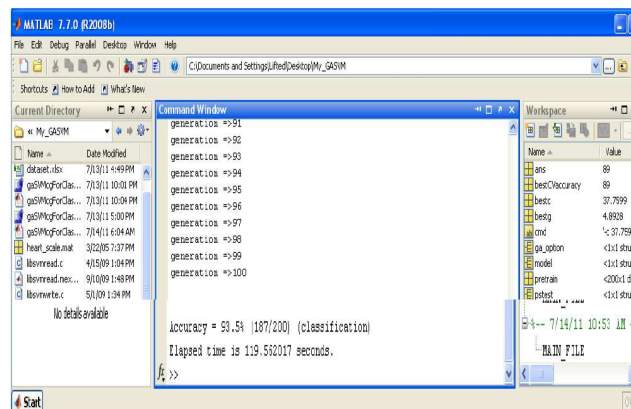 MATLAB 7.7.0 (R2008b)
File Edit Debug Parallel Desktop Window Help
C:\Documents and Settings\Lifted\Desktop\My_GASVM
Shortcuts How to Add What's New
Current Directory
« My_GASVM
Name Date Modified
dataset.xlsx 7/13/11 4:49 PM
gaSVMcgForClas... 7/13/11 10:01 PM
gaSVMcgForClas... 7/13/11 10:04 PM
gaSVMcgForClas... 7/13/11 5:00 PM
gaSVMcgForClas... 7/14/11 6:04 AM
heart_scale.mat 3/22/05 7:37 PM
libsvmread.c 4/15/09 1:04 PM
libsvmread.mex... 9/10/09 1:48 PM
libsvmwrite.c 5/1/09 1:34 PM
No details available
Command Window
generation =>91
generation =>92
generation =>93
generation =>94
generation =>95
generation =>96
generation =>97
generation =>98
generation =>99
generation =>100
Accuracy = 93.5% (187/200) (classification)
Elapsed time is 119.562017 seconds.
fx >>
Workspace
Name Value
ans 89
bestCVaccuracy 89
bestc 37.7599
bestg 4.8928
cmd '-c 37.759
ga_option <1x1 stru
model <1x1 stru
pretrain <200x1 d
pstest <1x1 stru
%-- 7/14/11 10:53 AM
MAIN_FILE
Start